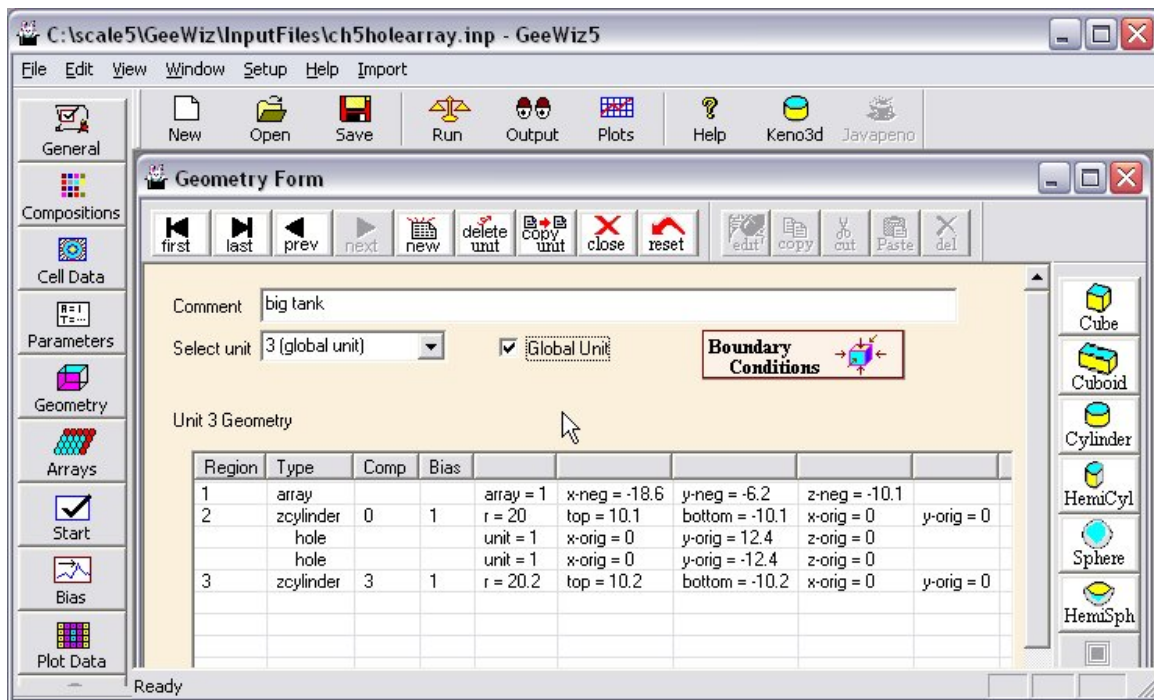 C:\scale5\GeeWiz\InputFiles\ch5holearray.inp - GeeWiz5
File Edit View Window Setup Help Import
New Open Save Run Output Plots Help Keno3d Javapeno
General
Compositions
Cell Data
R=1
T=...
Parameters
Geometry
Arrays
Start
Bias
Plot Data
Geometry Form
first last prev next new delete unit copy unit close reset edit copy cut Paste del
Comment big tank
Select unit 3 (global unit) Global Unit Boundary Conditions
Unit 3 Geometry
Region Type Comp Bias
1 array array = 1 x-neg = -18.6 y-neg = -6.2 z-neg = -10.1
2 zcylinder 0 1 r = 20 top = 10.1 bottom = -10.1 x-orig = 0 y-orig = 0
hole unit = 1 x-orig = 0 y-orig = 12.4 z-orig = 0
hole unit = 1 x-orig = 0 y-orig = -12.4 z-orig = 0
3 zcylinder 3 1 r = 20.2 top = 10.2 bottom = -10.2 x-orig = 0 y-orig = 0
Cube
Cuboid
Cylinder
HemiCyl
Sphere
HemiSph
Ready